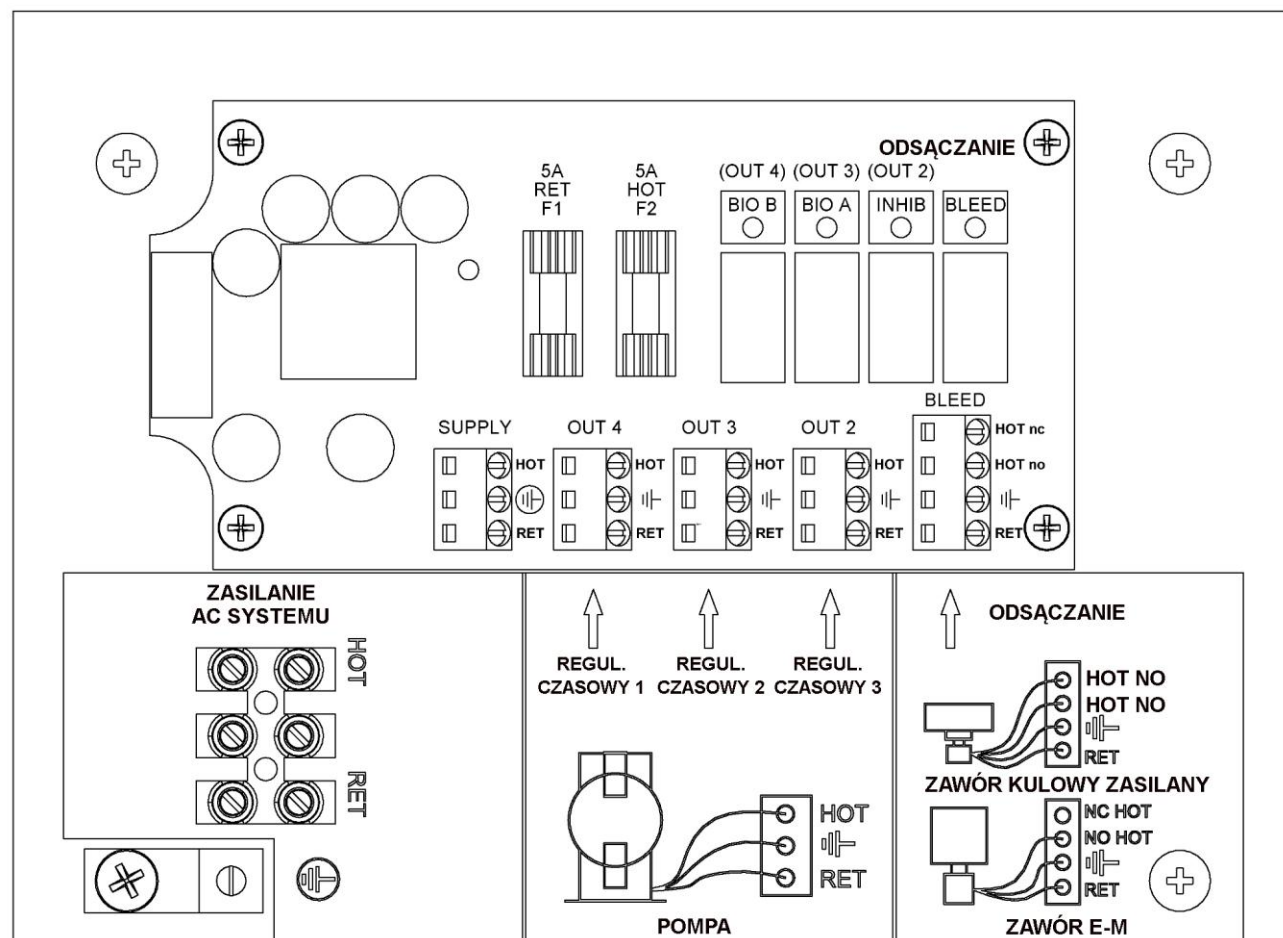 ODSĄCZANIE
5A
RET
F1
5A
HOT
F2
(OUT 4) (OUT 3) (OUT 2)
BIO B BIO A INHIB BLEED
BLEED
SUPPLY OUT 4 OUT 3 OUT 2
HOT nc
HOT HOT HOT HOT HOT no
RET RET RET RET RET
ZASILANIE
AC SYSTEMU
HOT
RET
REGUL.
CZASOWY 1
REGUL.
CZASOWY 2
REGUL.
CZASOWY 3
HOT
RET
POMPA
ODSĄCZANIE
HOT NO
HOT NO
RET
ZAWÓR KULOWY ZASILANY
NC HOT
NO HOT
RET
ZAWÓR E-M